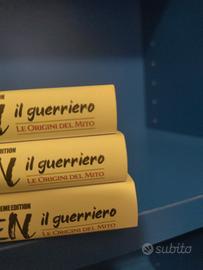 il guerriero
LE ORIGINI DEL MITO
EDITION
il guerriero
LE ORIGINI DEL MITO
EME EDITION
EN il guerriero
LE ORIGINI DEL MITO
subito